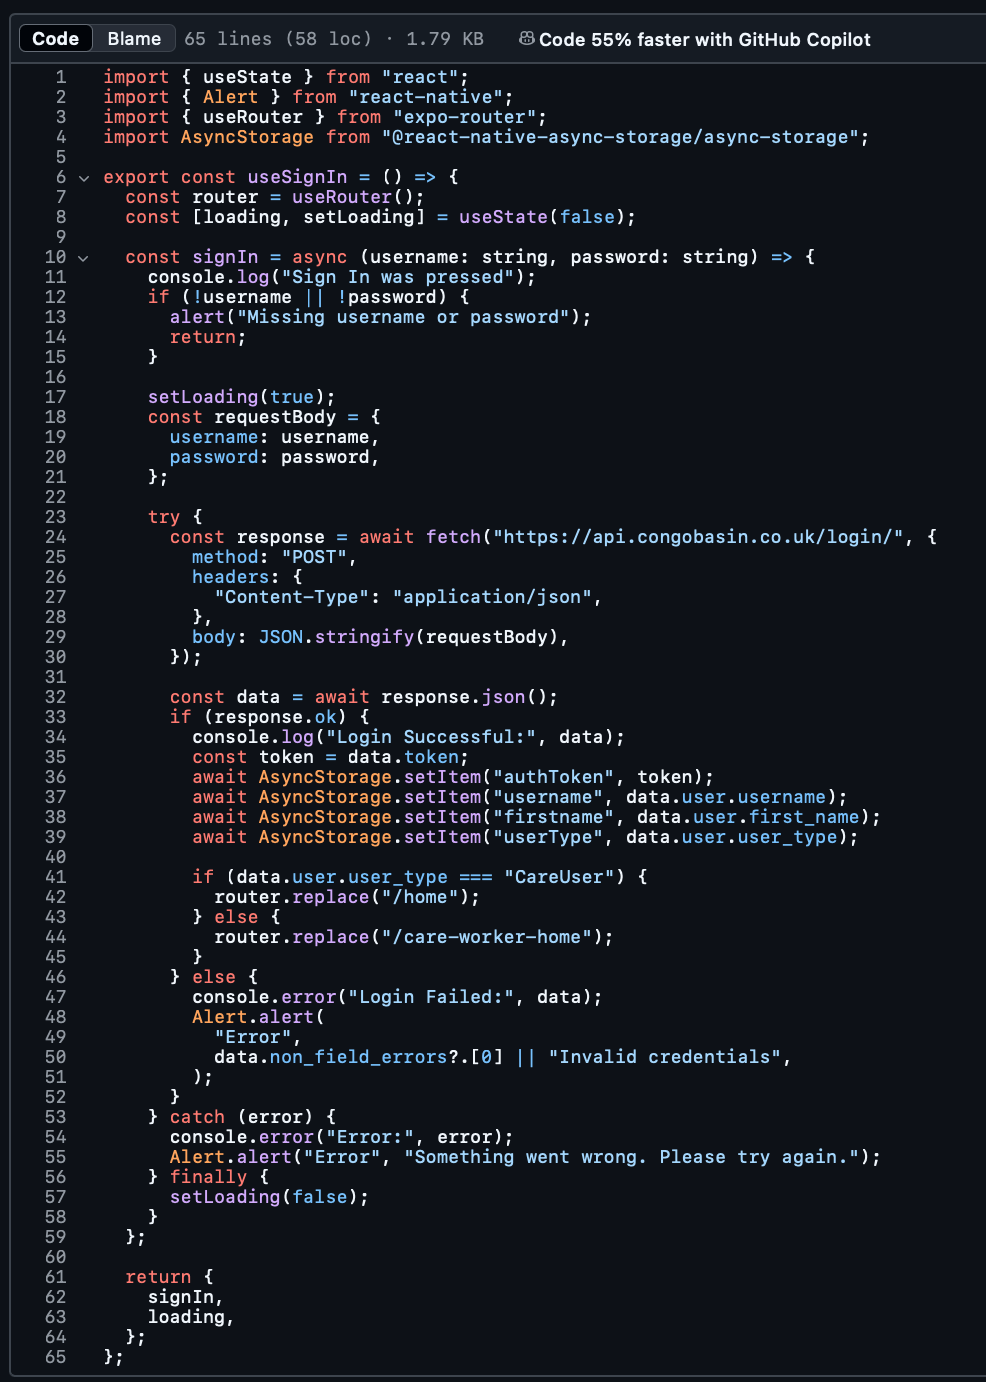 Code Blame 65 lines (58 loc) · 1.79 KB Code 55% faster with GitHub Copilot
1 import { useState } from "react";
2 import { Alert } from "react-native";
3 import { useRouter } from "expo-router";
4 import AsyncStorage from "@react-native-async-storage/async-storage";
5
6 export const useSignIn = () => {
7   const router = useRouter();
8   const [loading, setLoading] = useState(false);
9
10   const signIn = async (username: string, password: string) => {
11     console.log("Sign In was pressed");
12     if (!username || !password) {
13       alert("Missing username or password");
14       return;
15     }
16
17     setLoading(true);
18     const requestBody = {
19       username: username,
20       password: password,
21     };
22
23     try {
24       const response = await fetch("https://api.congobasin.co.uk/login/", {
25         method: "POST",
26         headers: {
27           "Content-Type": "application/json",
28         },
29         body: JSON.stringify(requestBody),
30       });
31
32       const data = await response.json();
33       if (response.ok) {
34         console.log("Login Successful:", data);
35         const token = data.token;
36         await AsyncStorage.setItem("authToken", token);
37         await AsyncStorage.setItem("username", data.user.username);
38         await AsyncStorage.setItem("firstname", data.user.first_name);
39         await AsyncStorage.setItem("userType", data.user.user_type);
40
41         if (data.user.user_type === "CareUser") {
42           router.replace("/home");
43         } else {
44           router.replace("/care-worker-home");
45         }
46       } else {
47         console.error("Login Failed:", data);
48         Alert.alert(
49           "Error",
50           data.non_field_errors?.[0] || "Invalid credentials",
51         );
52       }
53     } catch (error) {
54       console.error("Error:", error);
55       Alert.alert("Error", "Something went wrong. Please try again.");
56     } finally {
57       setLoading(false);
58     }
59   };
60
61   return {
62     signIn,
63     loading,
64   };
65 };